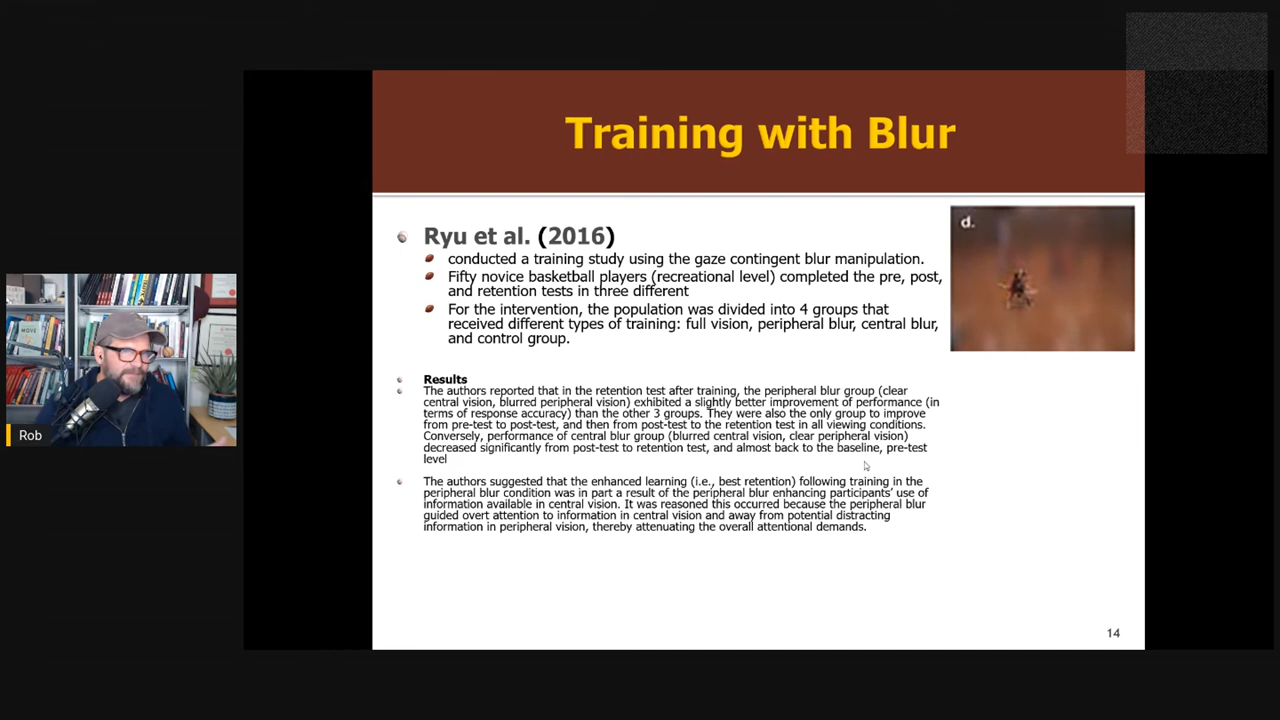 Training with Blur
d.
Ryu et al. (2016)
conducted a training study using the gaze contingent blur manipulation.
Fifty novice basketball players (recreational level) completed the pre, post,
and retention tests in three different
For the intervention, the population was divided into 4 groups that
received different types of training: full vision, peripheral blur, central blur,
and control group.
Results
The authors reported that in the retention test after training, the peripheral blur group (clear
central vision, blurred peripheral vision) exhibited a slightly better improvement of performance (in
terms of response accuracy) than the other 3 groups. They were also the only group to improve
from pre-test to post-test, and then from post-test to the retention test in all viewing conditions.
Conversely, performance of central blur group (blurred central vision, clear peripheral vision)
decreased significantly from post-test to retention test, and almost back to the baseline, pre-test
level
The authors suggested that the enhanced learning (i.e., best retention) following training in the
peripheral blur condition was in part a result of the peripheral blur enhancing participants' use of
information available in central vision. It was reasoned this occurred because the peripheral blur
guided overt attention to information in central vision and away from potential distracting
information in peripheral vision, thereby attenuating the overall attentional demands.
14
MOVE
Rob